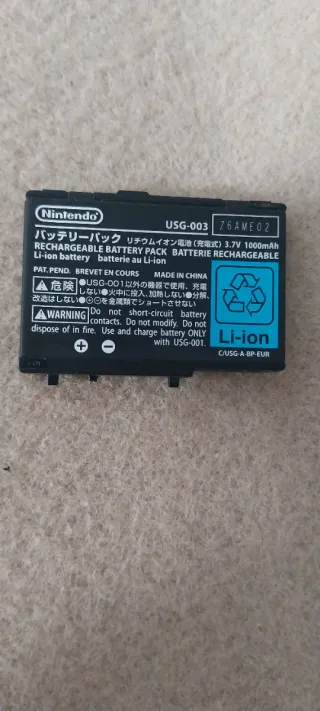 Nintendo
USG-003
76AME02
バッテリーパック リチウムイオン電池(充電式) 3.7V 1000mAh
RECHARGEABLE BATTERY PACK BATTERIE RECHARGEABLE
Li-ion battery batterie au Li-ion
PAT. PEND. BREVET EN COURS MADE IN CHINA
⚠危険 ●USG-001以外の機器で使用、充電
しない●火中に投入、加熱しない●分解、
改造はしない●⊕⊖を金属類でショートさせない
⚠WARNING Do not short-circuit battery
contacts. Do not modify. Do not
dispose of in fire. Use and charge battery ONLY
with USG-001.
⊕ ⊖
Li-ion
C/USG-A-BP-EUR